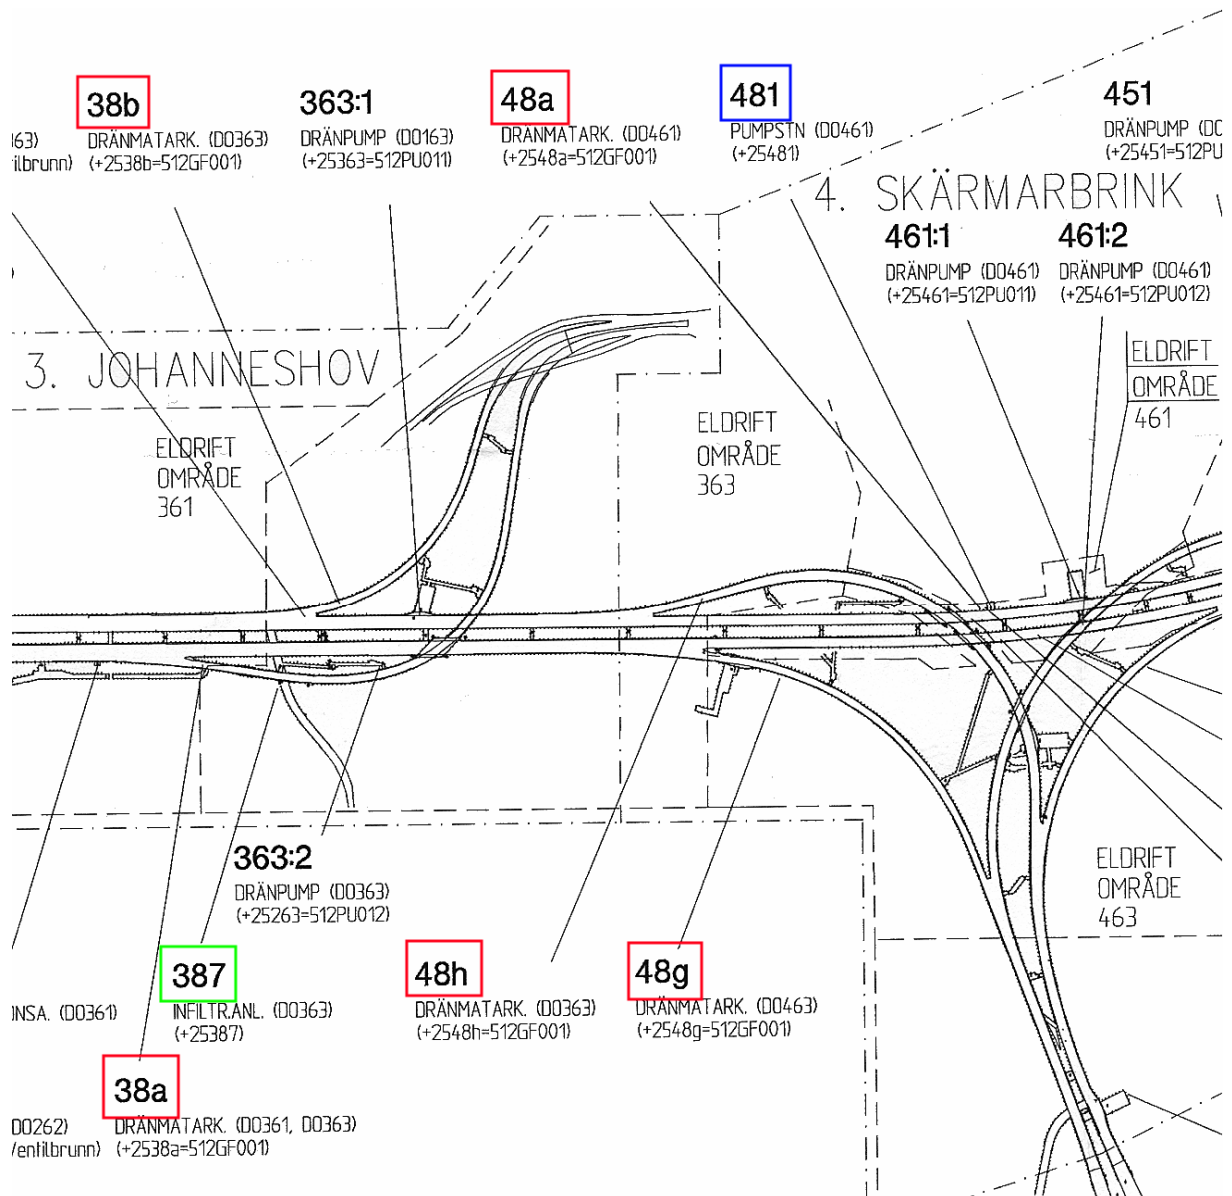 38b
DRÄNMATARK. (D0363)
(+2538b=512GF001)
363:1
DRÄNPUMP (D0163)
(+25363=512PU011)
48a
DRÄNMATARK. (D0461)
(+2548a=512GF001)
481
PUMPSTN (D0461)
(+25481)
451
DRÄNPUMP (D0
(+25451=512PU
363)
ilbrunn)
4. SKÄRMARBRINK
461:1
DRÄNPUMP (D0461)
(+25461=512PU011)
461:2
DRÄNPUMP (D0461)
(+25461=512PU012)
3. JOHANNESHOV
ELDRIFT
OMRÅDE
461
ELDRIFT
OMRÅDE
361
ELDRIFT
OMRÅDE
363
363:2
DRÄNPUMP (D0363)
(+25263=512PU012)
ELDRIFT
OMRÅDE
463
387
INFILTR.ANL. (D0363)
(+25387)
48h
DRÄNMATARK. (D0363)
(+2548h=512GF001)
48g
DRÄNMATARK. (D0463)
(+2548g=512GF001)
NSA. (D0361)
38a
DRÄNMATARK. (D0361, D0363)
(+2538a=512GF001)
D0262)
entilbrunn)